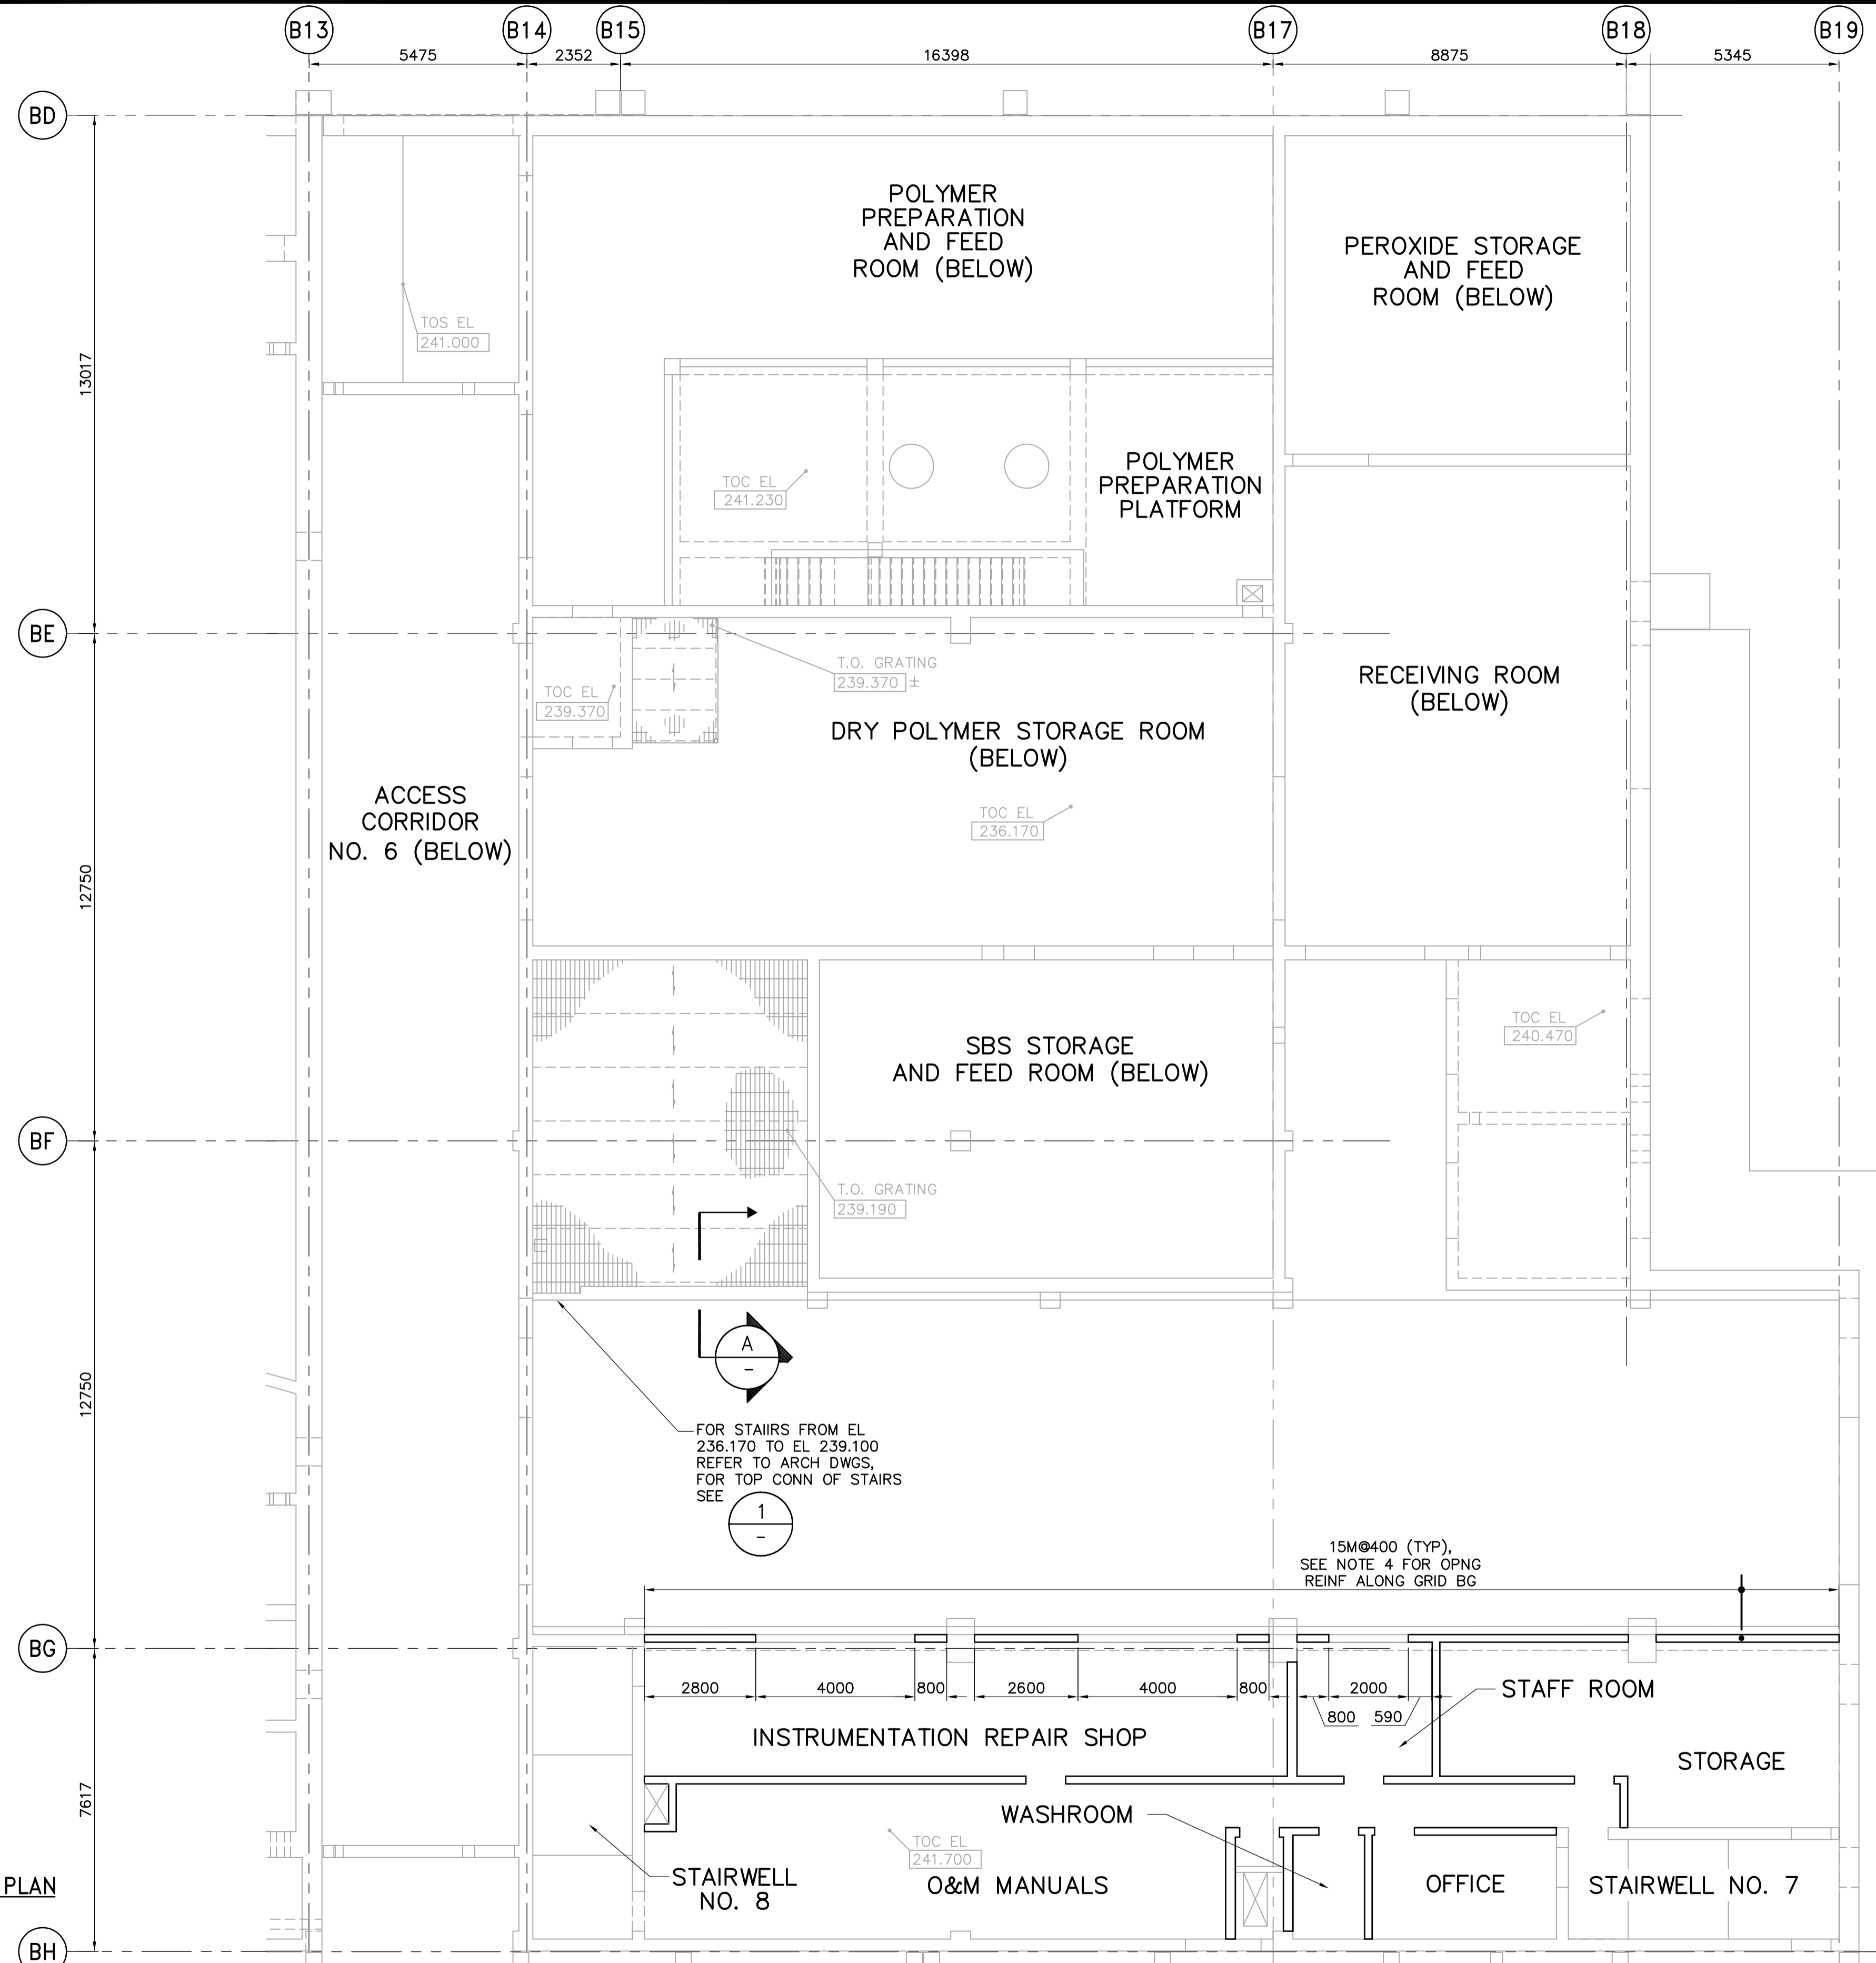 B13
B14
B15
B17
B18
B19
5475
2352
16398
8875
5345
BD
BE
BF
BG
BH
13017
12750
12750
7617
POLYMER
PREPARATION
AND FEED
ROOM (BELOW)
PEROXIDE STORAGE
AND FEED
ROOM (BELOW)
TOS EL
241.000
TOC EL
241.230
POLYMER
PREPARATION
PLATFORM
T.O. GRATING
239.370 ±
TOC EL
239.370
RECEIVING ROOM
(BELOW)
DRY POLYMER STORAGE ROOM
(BELOW)
TOC EL
236.170
ACCESS
CORRIDOR
NO. 6 (BELOW)
TOC EL
240.470
SBS STORAGE
AND FEED ROOM (BELOW)
T.O. GRATING
239.190
A
-
FOR STAIIRS FROM EL
236.170 TO EL 239.100
REFER TO ARCH DWGS,
FOR TOP CONN OF STAIRS
SEE
1
-
15M@400 (TYP),
SEE NOTE 4 FOR OPNG
REINF ALONG GRID BG
2800
4000
800
2600
4000
800
800
2000
590
STAFF ROOM
INSTRUMENTATION REPAIR SHOP
STORAGE
WASHROOM
TOC EL
241.700
STAIRWELL
NO. 8
O&M MANUALS
OFFICE
STAIRWELL NO. 7
PLAN